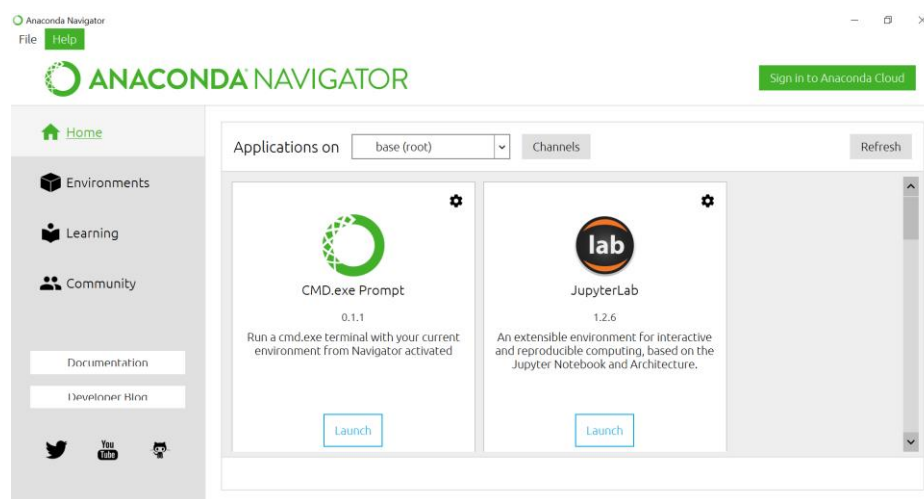 Anaconda Navigator
File Help
ANACONDA NAVIGATOR
Sign in to Anaconda Cloud
Home
Environments
Learning
Community
Documentation
Developer Blog
You
Tube
Applications on base (root) Channels Refresh
CMD.exe Prompt
0.1.1
Run a cmd.exe terminal with your current
environment from Navigator activated
Launch
lab
JupyterLab
1.2.6
An extensible environment for interactive
and reproducible computing, based on the
Jupyter Notebook and Architecture.
Launch